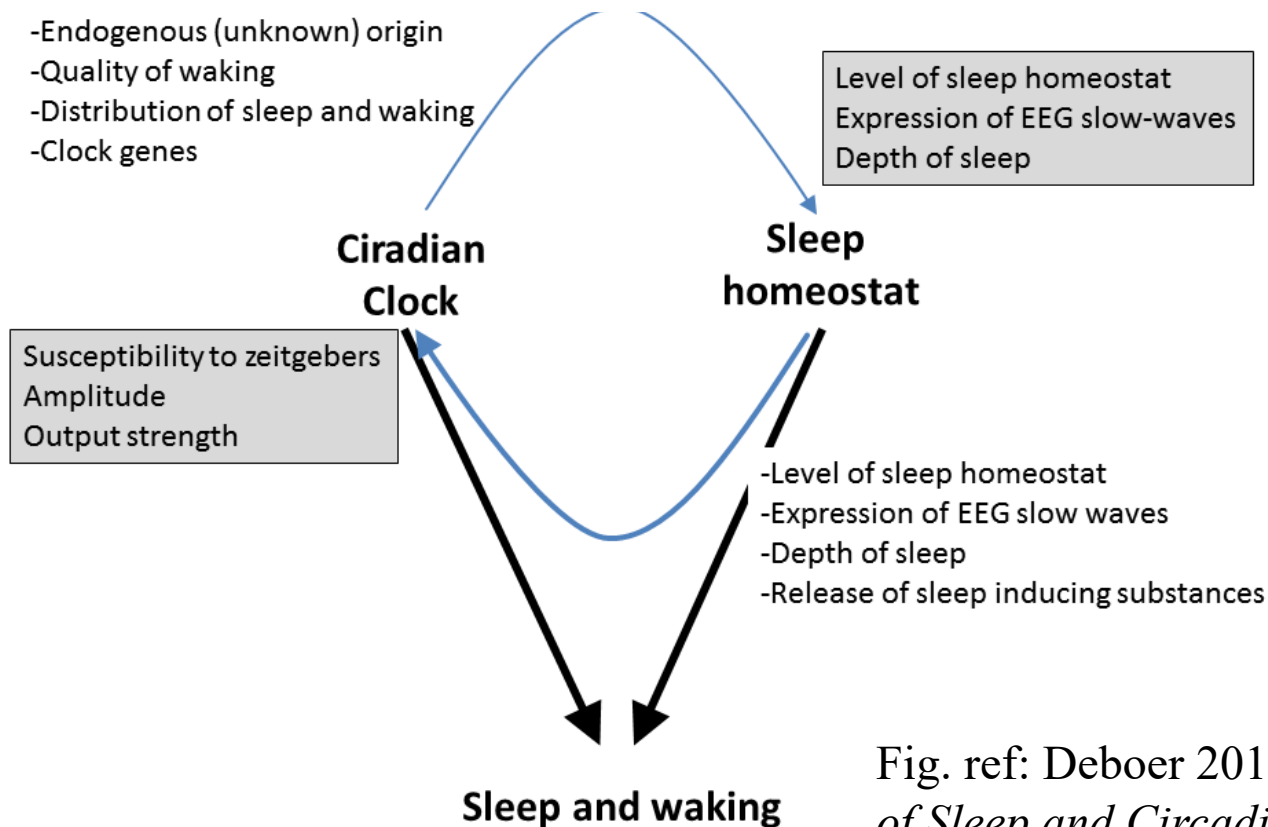 -Endogenous (unknown) origin
-Quality of waking
-Distribution of sleep and waking
-Clock genes
Level of sleep homeostat
Expression of EEG slow-waves
Depth of sleep
Ciradian
Clock
Sleep
homeostat
Susceptibility to zeitgebers
Amplitude
Output strength
-Level of sleep homeostat
-Expression of EEG slow waves
-Depth of sleep
-Release of sleep inducing substances
Sleep and waking
Fig. ref: Deboer 201
of Sleep and Circadi